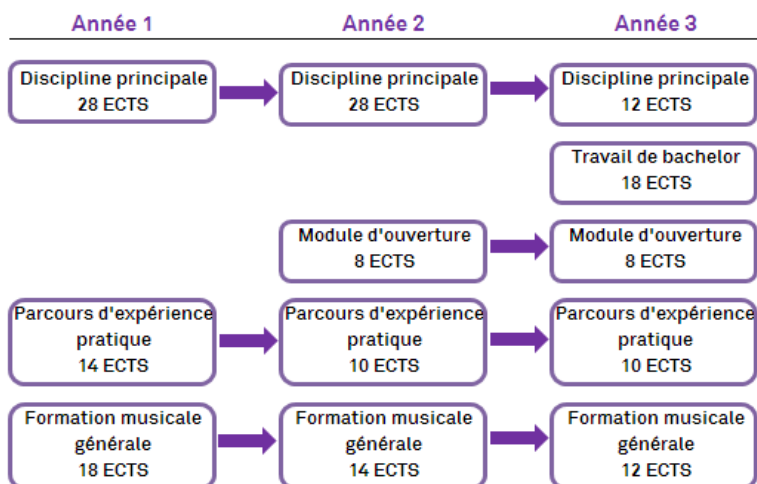 Année 1
Année 2
Année 3
Discipline principale
28 ECTS
Discipline principale
28 ECTS
Discipline principale
12 ECTS
Travail de bachelor
18 ECTS
Module d'ouverture
8 ECTS
Module d'ouverture
8 ECTS
Parcours d'expérience
pratique
14 ECTS
Parcours d'expérience
pratique
10 ECTS
Parcours d'expérience
pratique
10 ECTS
Formation musicale
générale
18 ECTS
Formation musicale
générale
14 ECTS
Formation musicale
générale
12 ECTS